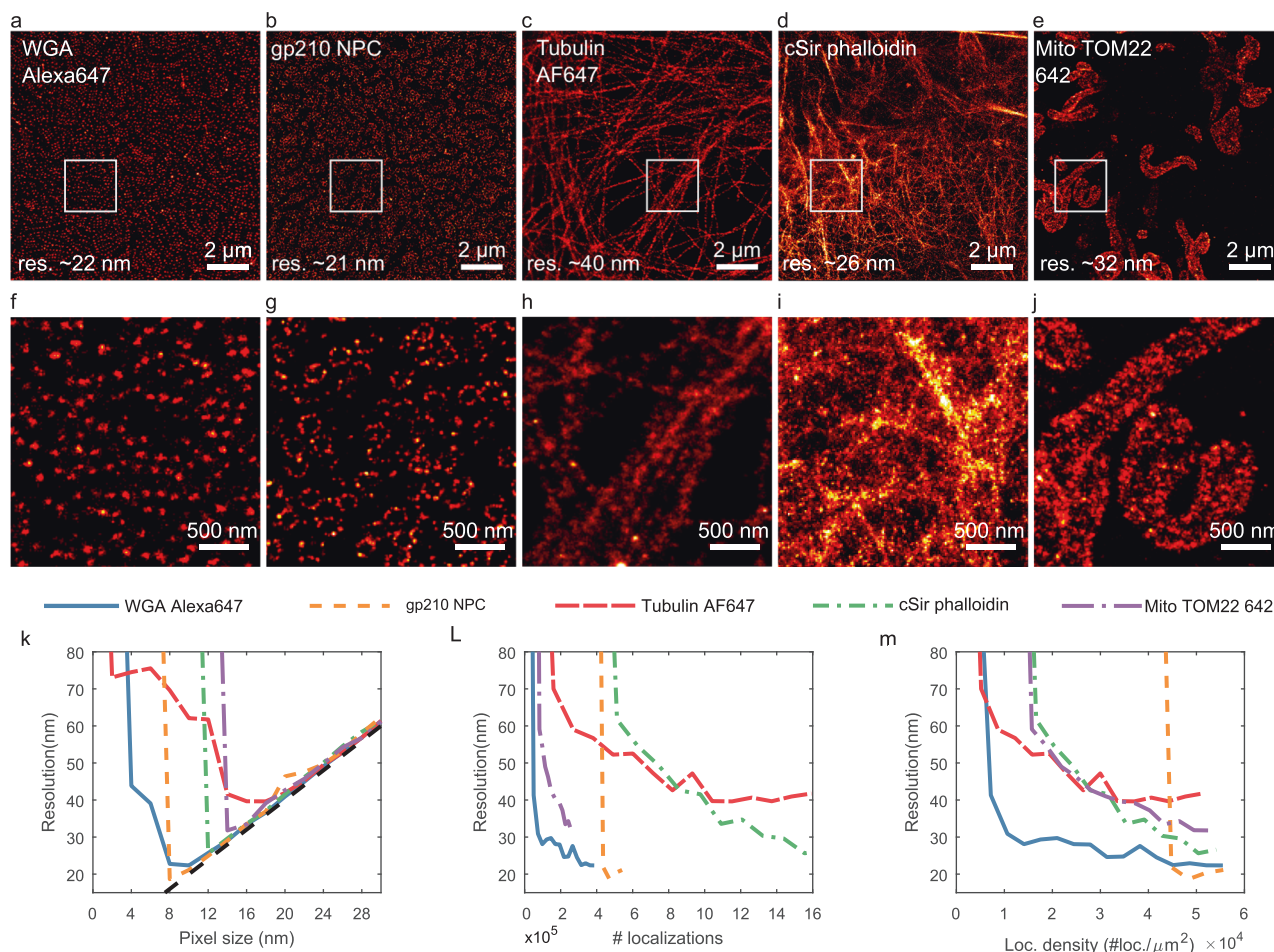 a b c d e
WGA
Alexa647
res. ~22 nm
2 µm
gp210 NPC
res. ~21 nm
2 µm
Tubulin
AF647
res. ~40 nm
2 µm
cSir phalloidin
res. ~26 nm
2 µm
Mito TOM22
642
res. ~32 nm
2 µm
f g h i j
500 nm
500 nm
500 nm
500 nm
500 nm
WGA Alexa647 gp210 NPC Tubulin AF647 cSir phalloidin Mito TOM22 642
k
80
70
60
50
40
30
20
Resolution(nm)
0 4 8 12 16 20 24 28
Pixel size (nm)
L
80
70
60
50
40
30
20
Resolution(nm)
0 2 4 6 8 10 12 14 16
x10⁵ # localizations
m
80
70
60
50
40
30
20
Resolution(nm)
0 1 2 3 4 5 6
Loc. density (#loc./µm²) × 10⁴